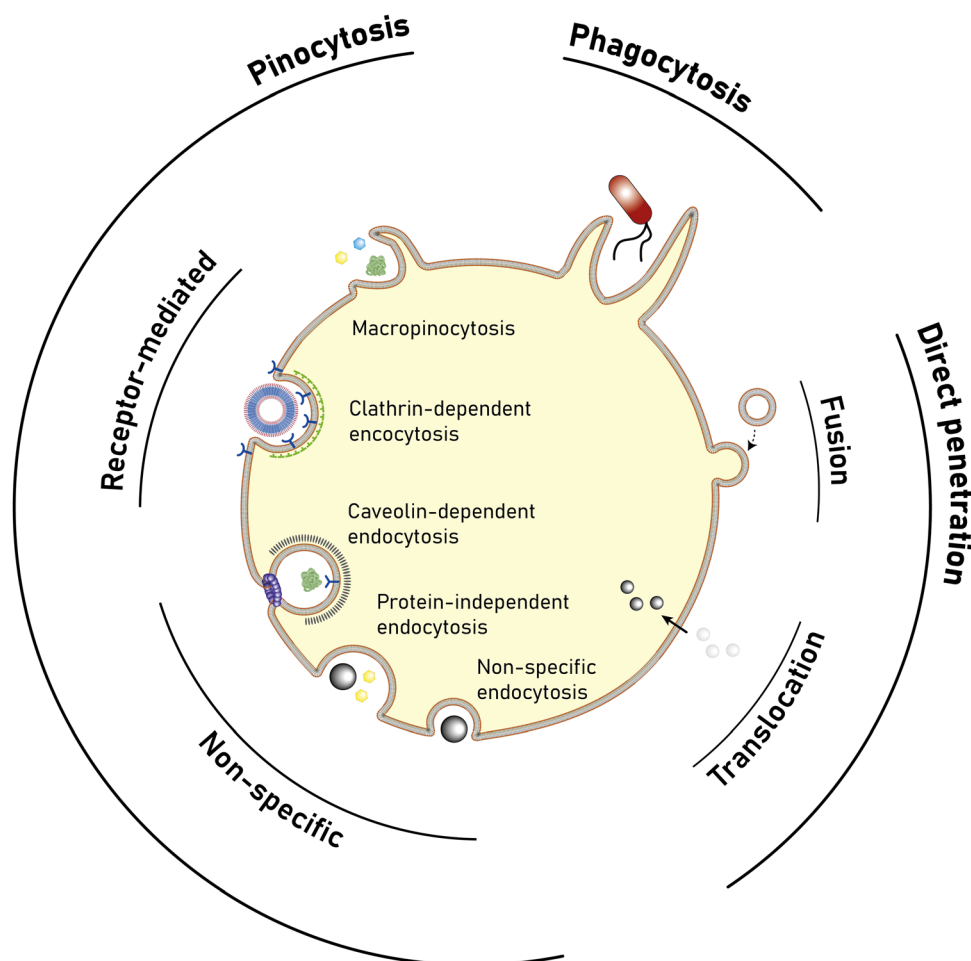 Pinocytosis
Phagocytosis
Receptor-mediated
Macropinocytosis
Clathrin-dependent
encocytosis
Caveolin-dependent
endocytosis
Protein-independent
endocytosis
Non-specific
endocytosis
Non-specific
Fusion
Translocation
Direct penetration